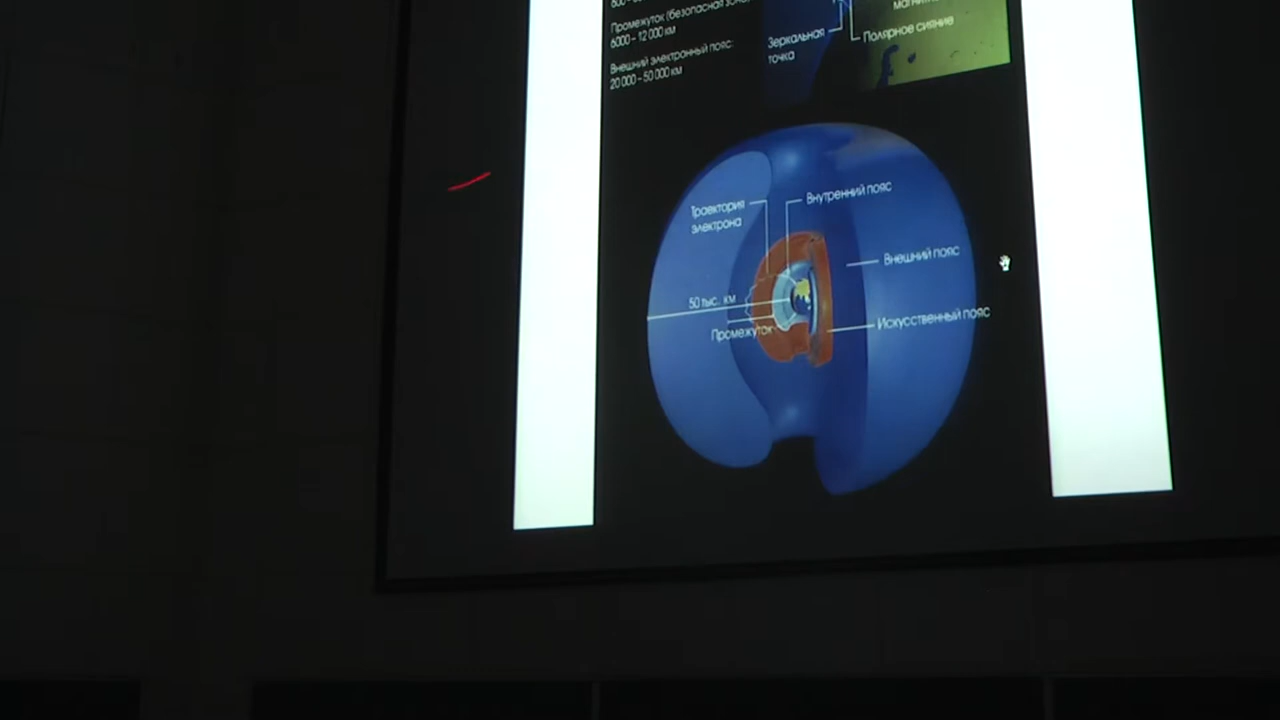 Промежуток (безопасная зона)
6000 – 12 000 км
Внешний электронный пояс:
20 000 – 50 000 км
Зеркальная
точка
Полярное сияние
Траектория
электрона
Внутренний пояс
Внешний пояс
50 тыс. км
Промежуток
Искусственный пояс